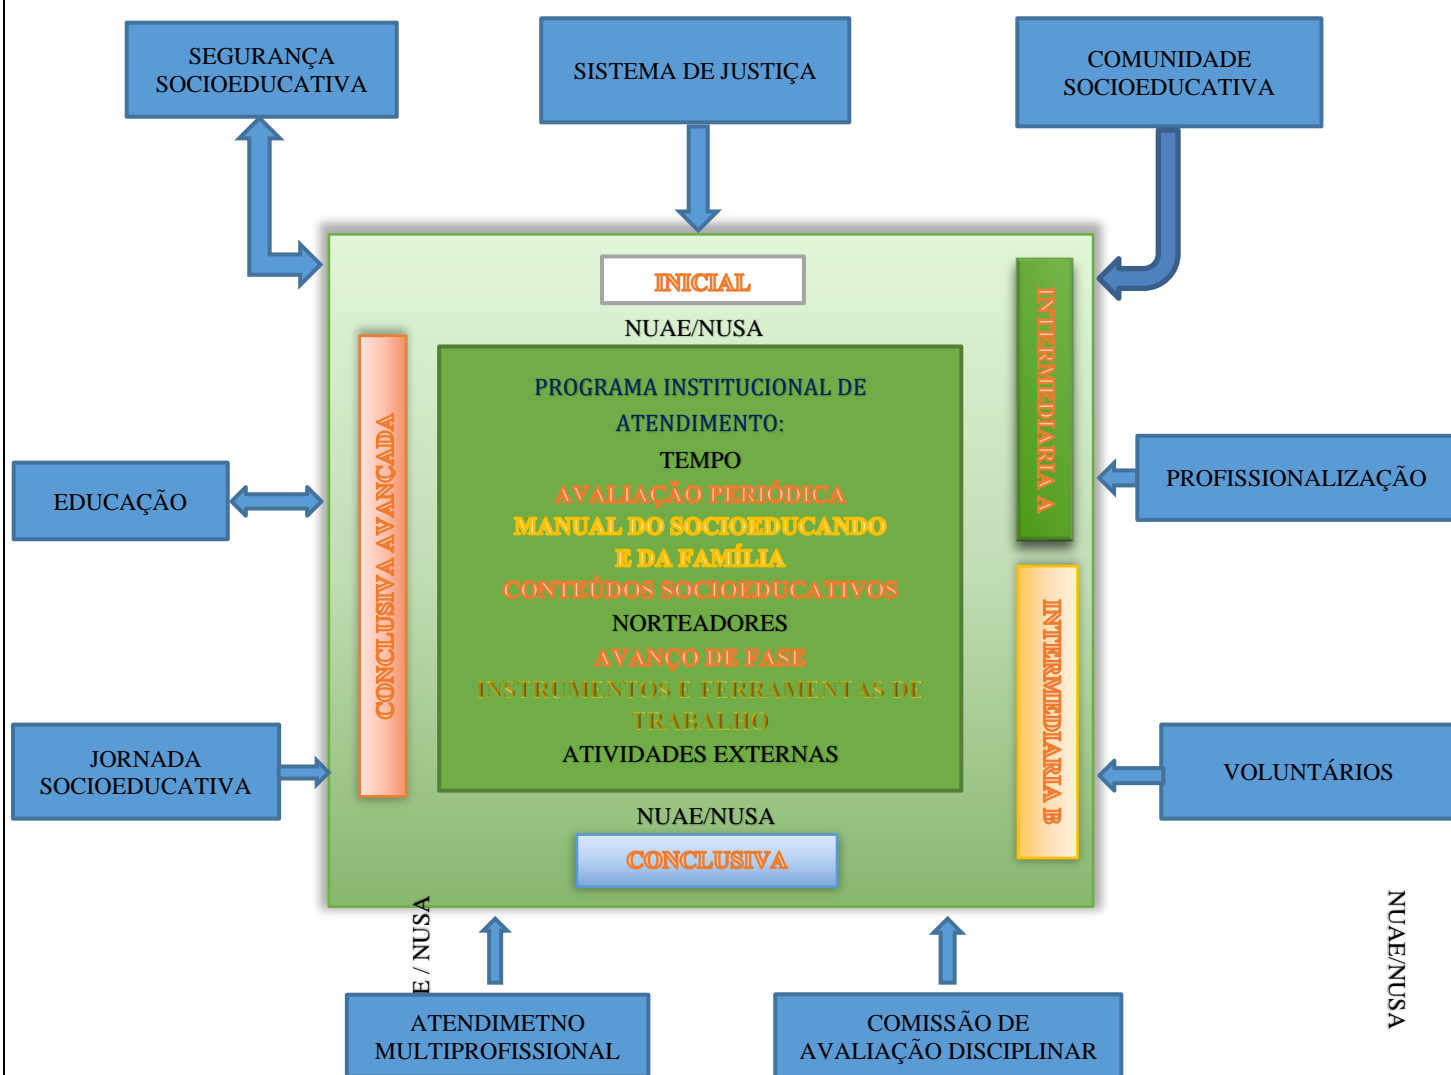 SEGURANÇA
SOCIOEDUCATIVA
SISTEMA DE JUSTIÇA
COMUNIDADE
SOCIOEDUCATIVA
INICIAL
NUAE/NUSA
INTERMEDIARIA A
CONCLUSIVA AVANÇADA
PROGRAMA INSTITUCIONAL DE
ATENDIMENTO:
TEMPO
AVALIAÇÃO PERIÓDICA
MANUAL DO SOCIOEDUCANDO
E DA FAMÍLIA
CONTEÚDOS SOCIOEDUCATIVOS
NORTEADORES
AVANÇO DE FASE
INSTRUMENTOS E FERRAMENTAS DE
TRABALHO
ATIVIDADES EXTERNAS
EDUCAÇÃO
PROFISSIONALIZAÇÃO
INTERMEDIARIA B
JORNADA
SOCIOEDUCATIVA
VOLUNTÁRIOS
NUAE/NUSA
CONCLUSIVA
E / NUSA
NUAE/NUSA
ATENDIMETNO
MULTIPROFISSIONAL
COMISSÃO DE
AVALIAÇÃO DISCIPLINAR